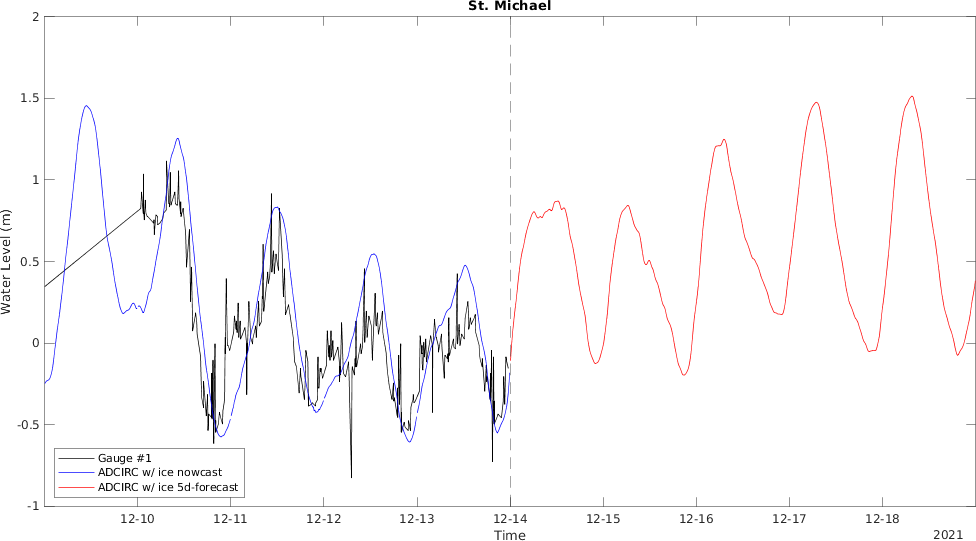 St. Michael
2
1.5
1
0.5
0
-0.5
-1
Water Level (m)
Gauge #1
ADCIRC w/ ice nowcast
ADCIRC w/ ice 5d-forecast
12-10 12-11 12-12 12-13 12-14 12-15 12-16 12-17 12-18
Time
2021